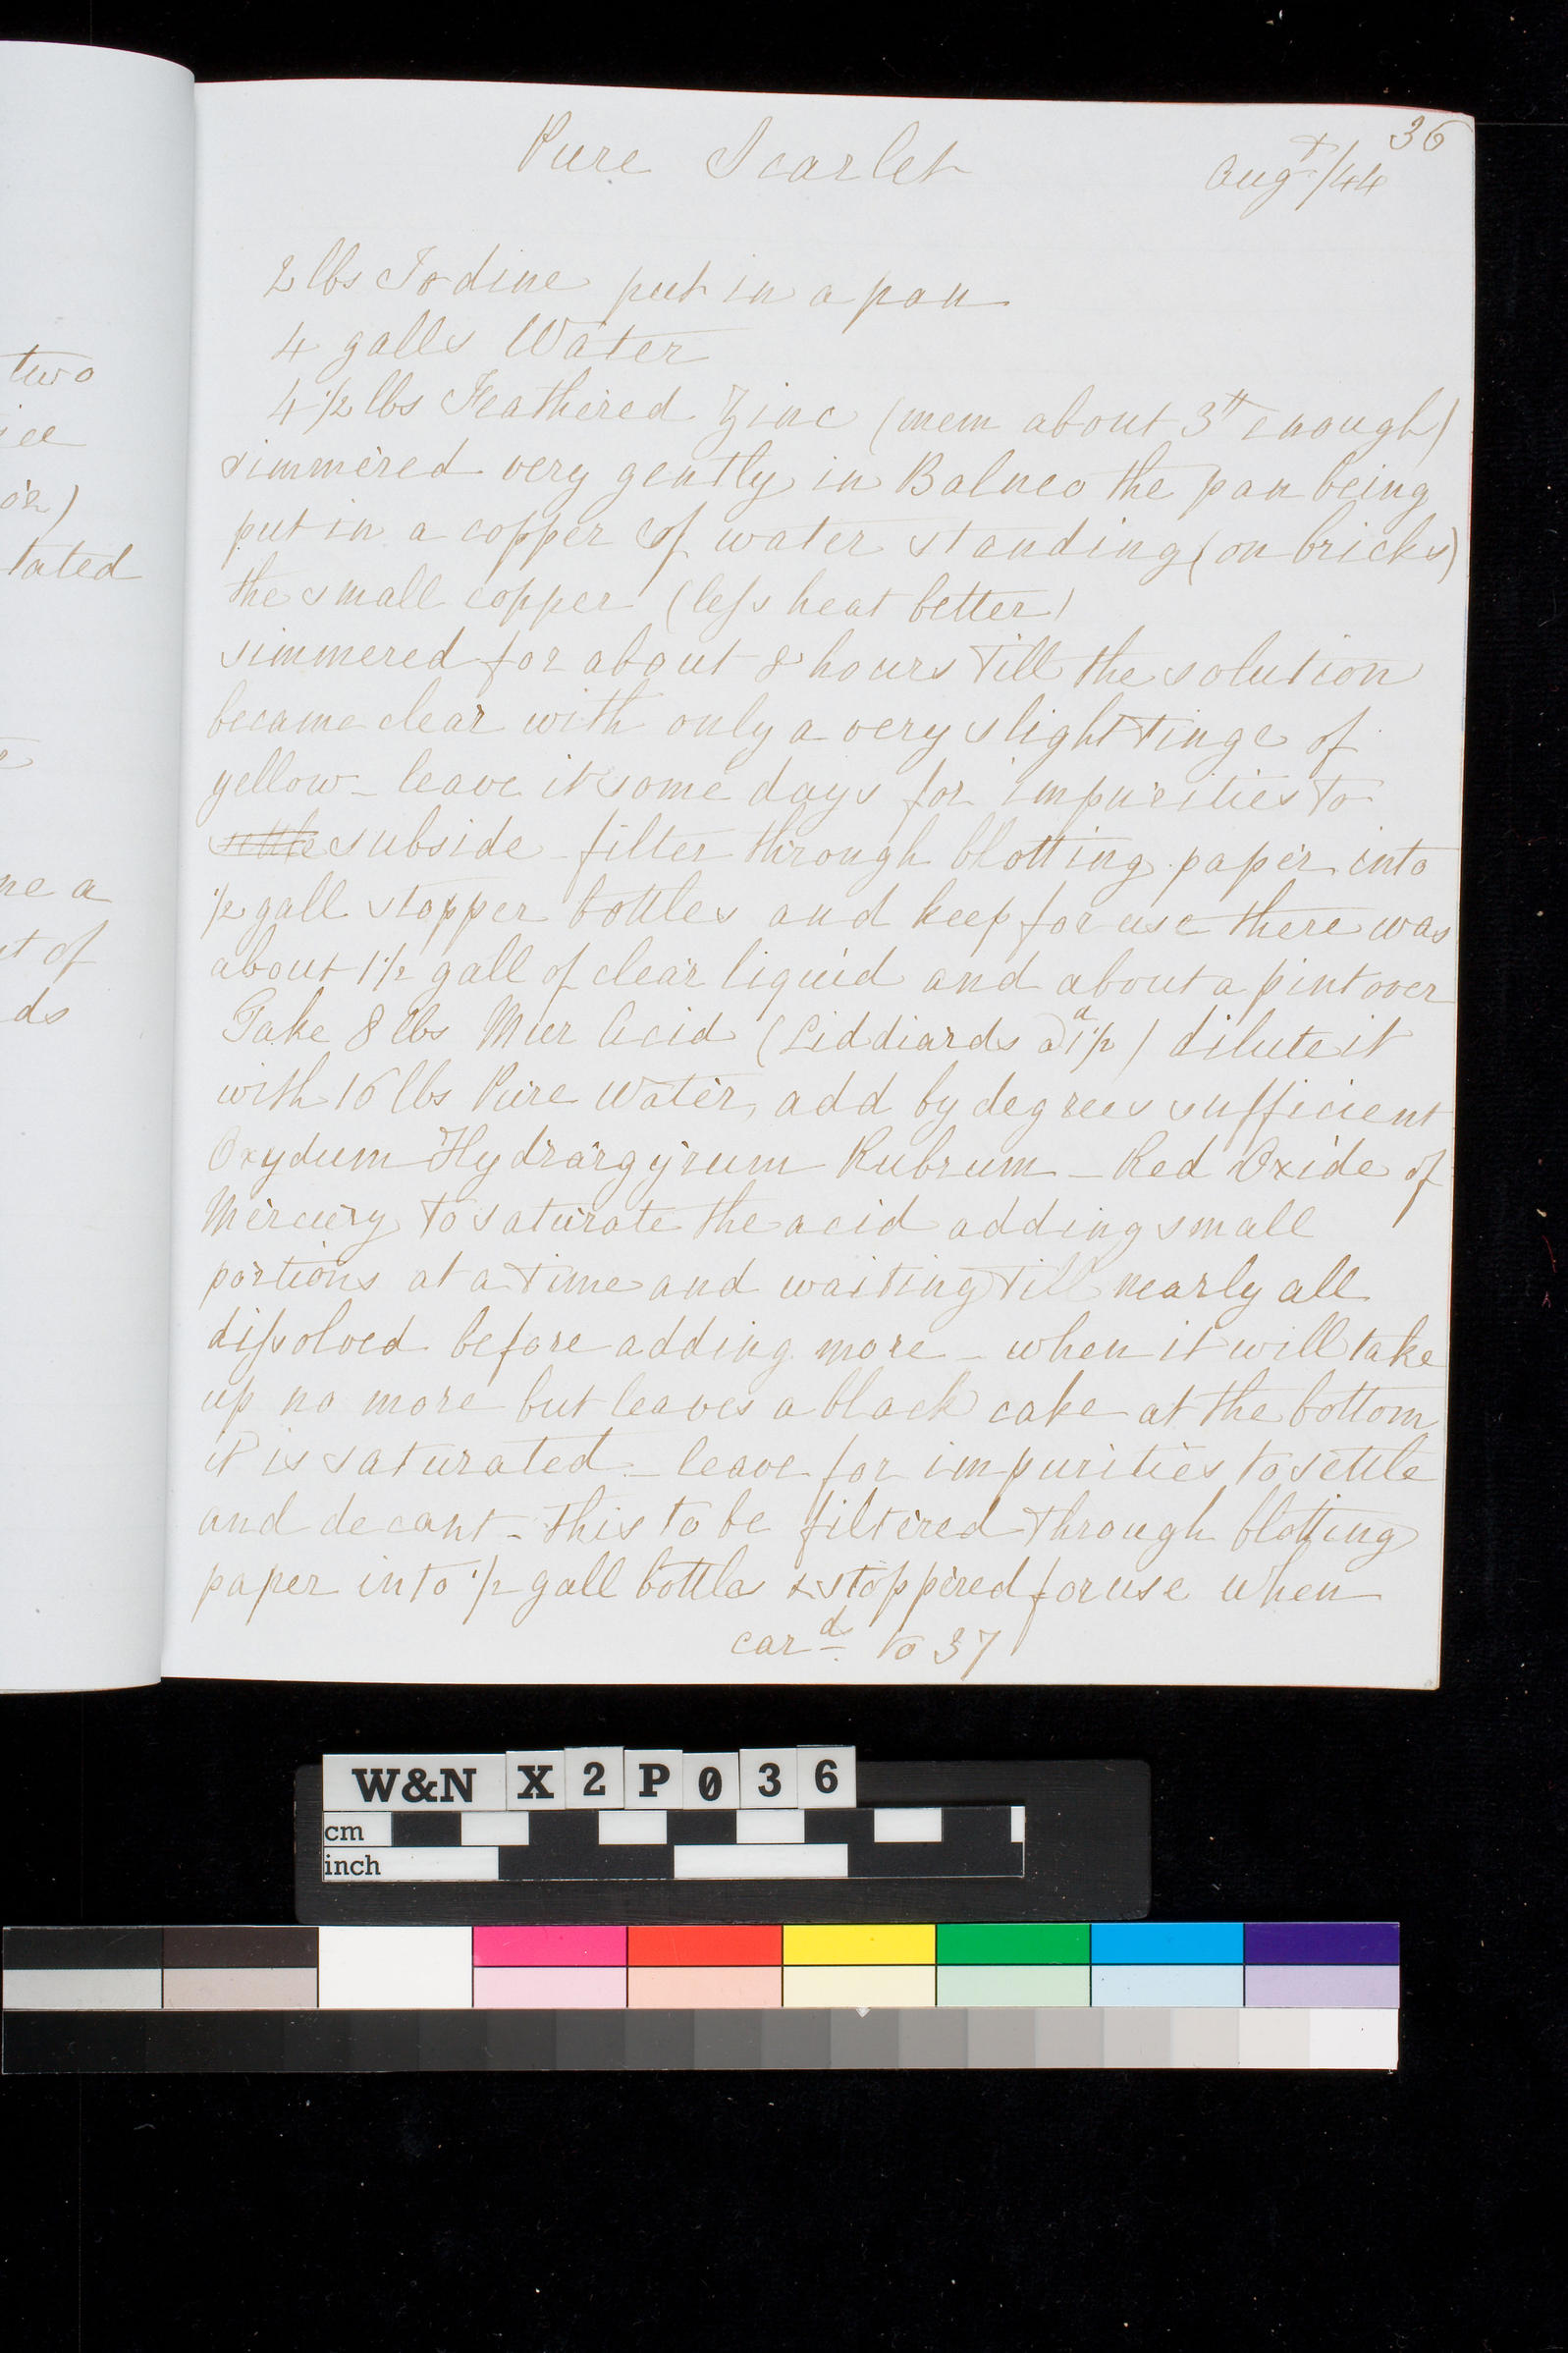 36
Pure Scarlet
Augt/44
2 lbs Iodine put in a pan
4 galls Water
4 1/2 lbs Feathered Zinc (mem about 3 tt enough)
simmered very gently in Balneo the pan being
put in a copper of water standing (on bricks)
the small copper (less heat better)
simmered for about 8 hours till the solution
became clear with only a very slight tinge of
yellow - leave it some days for impurities to
settle subside - filter through blotting paper into
1/2 gall stopper bottles and keep for use there was
about 1 1/2 gall of clear liquid and about a pint over
Take 8 lbs Mur Acid (Liddiards a 1 1/2 d) dilute it
with 16 lbs Pure Water, add by degrees sufficient
Oxydum Hydrargyrum Rubrum - Red Oxide of
Mercury to saturate the acid adding small
portions at a time and waiting till nearly all
dissolved before adding more - when it will take
up no more but leaves a black cake at the bottom
it is saturated - leave for impurities to settle
and decant - this to be filtered through blotting
paper into 1/2 gall bottles & stoppered for use when
card to 37
two
ice
or)
tated
ne a
t of
ds
W&N X2P036
cm
inch